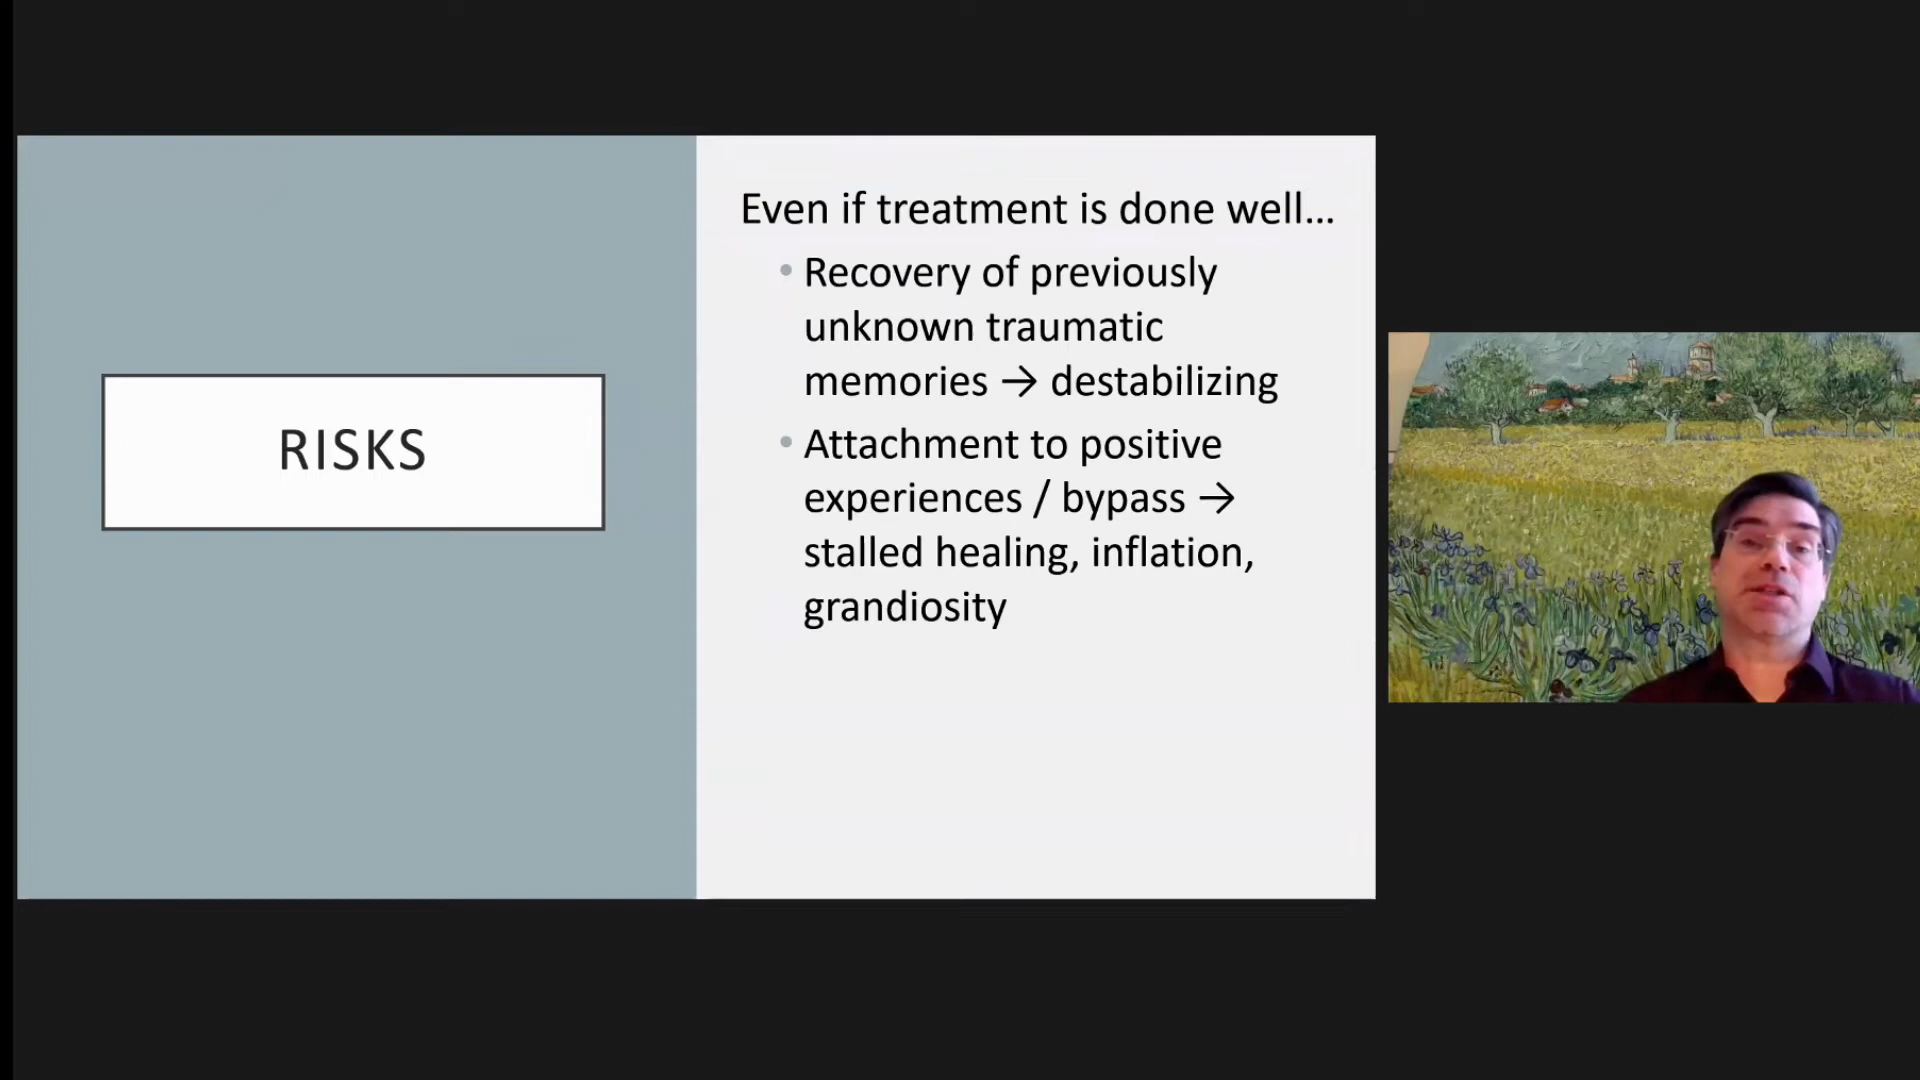 RISKS
Even if treatment is done well...
• Recovery of previously
unknown traumatic
memories → destabilizing
• Attachment to positive
experiences / bypass →
stalled healing, inflation,
grandiosity